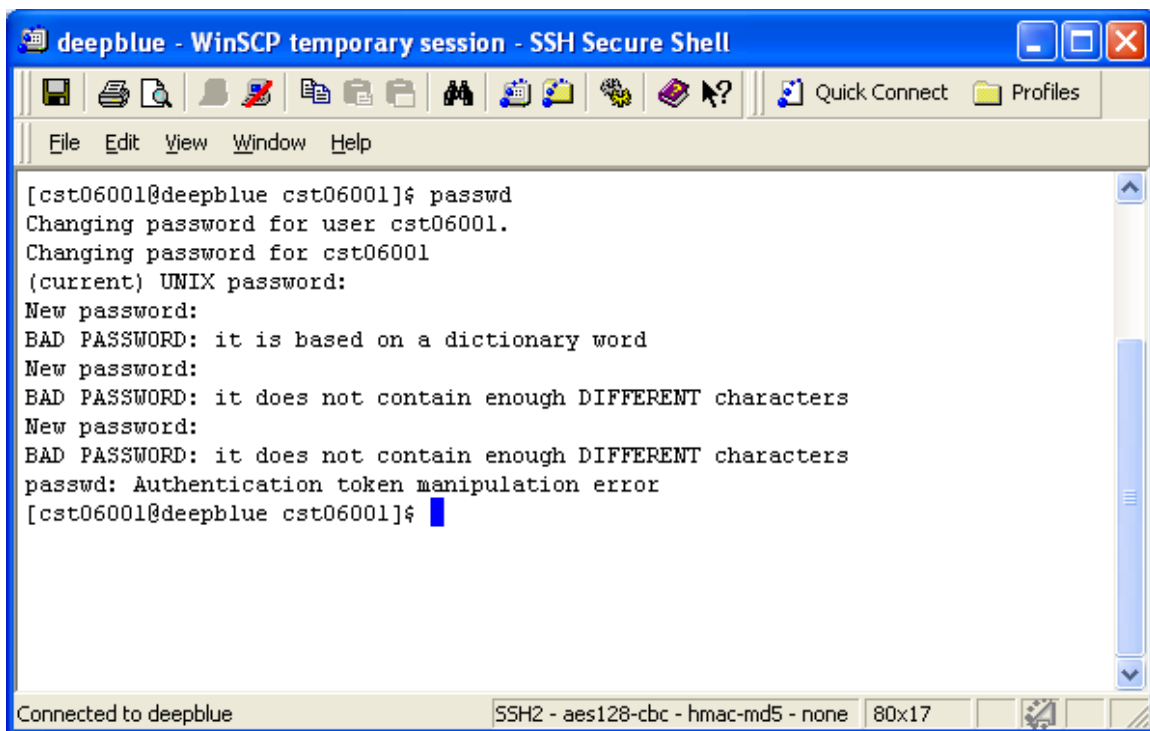 deepblue - WinSCP temporary session - SSH Secure Shell
Quick Connect Profiles
File Edit View Window Help
[cst06001@deepblue cst06001]$ passwd
Changing password for user cst06001.
Changing password for cst06001
(current) UNIX password:
New password:
BAD PASSWORD: it is based on a dictionary word
New password:
BAD PASSWORD: it does not contain enough DIFFERENT characters
New password:
BAD PASSWORD: it does not contain enough DIFFERENT characters
passwd: Authentication token manipulation error
[cst06001@deepblue cst06001]$
Connected to deepblue SSH2 - aes128-cbc - hmac-md5 - none 80x17